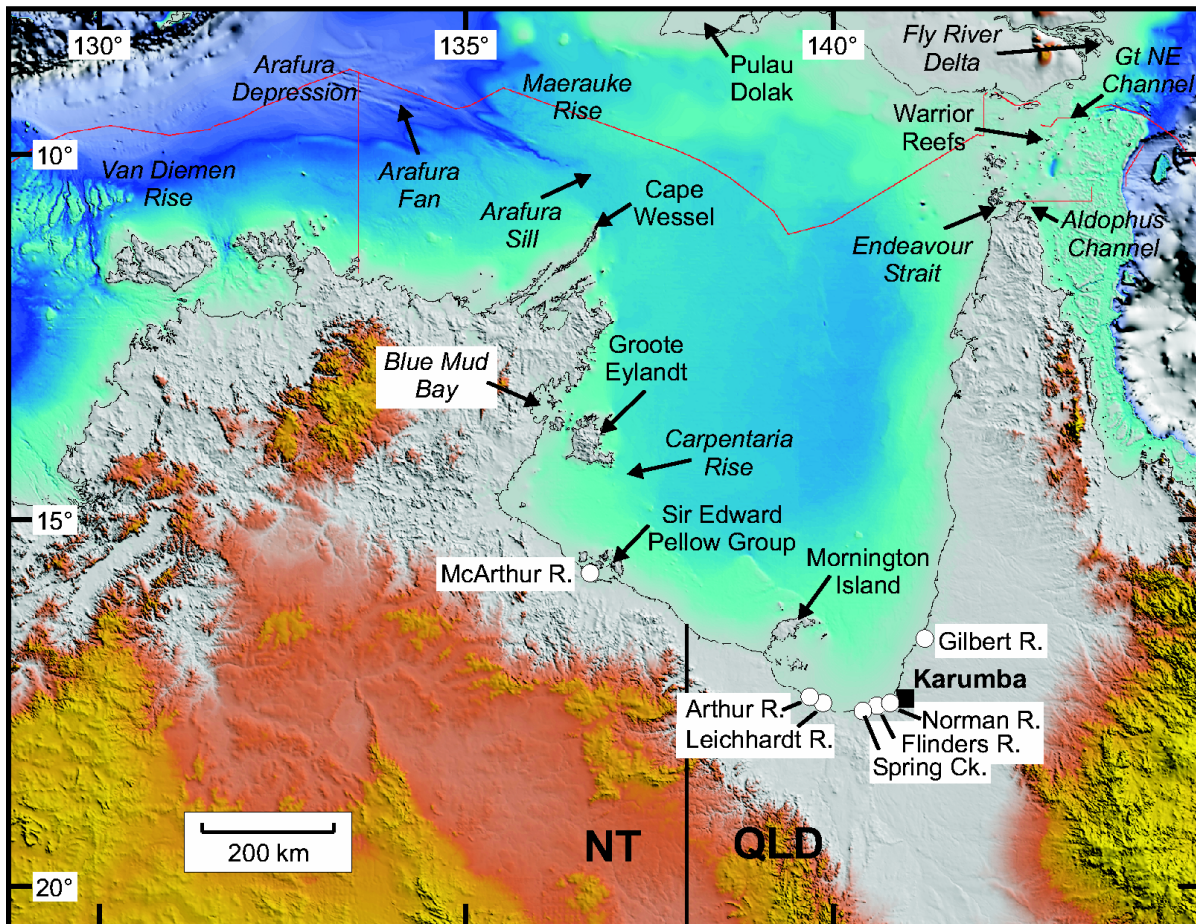 130°
135°
140°
Arafura
Depression
Maerauke
Rise
Pulau
Dolak
Fly River
Delta
Gt NE
Channel
Warrior
Reefs
10°
Van Diemen
Rise
Arafura
Fan
Arafura
Sill
Cape
Wessel
Endeavour
Strait
Aldophus
Channel
Blue Mud
Bay
Groote
Eylandt
Carpentaria
Rise
15°
Sir Edward
Pellow Group
McArthur R.
Mornington
Island
Gilbert R.
Karumba
Arthur R.
Leichhardt R.
Norman R.
Flinders R.
Spring Ck.
200 km
NT
QLD
20°